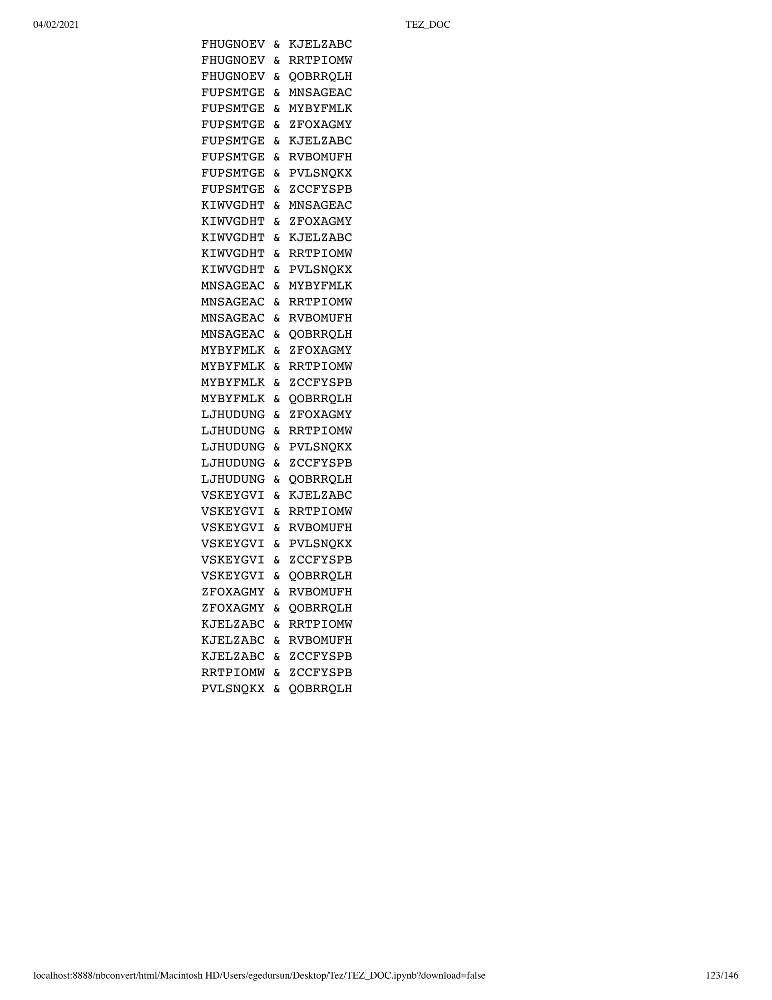 04/02/2021 TEZ_DOC
FHUGNOEV & KJELZABC
FHUGNOEV & RRTPIOMW
FHUGNOEV & QOBRRQLH
FUPSMTGE & MNSAGEAC
FUPSMTGE & MYBYFMLK
FUPSMTGE & ZFOXAGMY
FUPSMTGE & KJELZABC
FUPSMTGE & RVBOMUFH
FUPSMTGE & PVLSNQKX
FUPSMTGE & ZCCFYSPB
KIWVGDHT & MNSAGEAC
KIWVGDHT & ZFOXAGMY
KIWVGDHT & KJELZABC
KIWVGDHT & RRTPIOMW
KIWVGDHT & PVLSNQKX
MNSAGEAC & MYBYFMLK
MNSAGEAC & RRTPIOMW
MNSAGEAC & RVBOMUFH
MNSAGEAC & QOBRRQLH
MYBYFMLK & ZFOXAGMY
MYBYFMLK & RRTPIOMW
MYBYFMLK & ZCCFYSPB
MYBYFMLK & QOBRRQLH
LJHUDUNG & ZFOXAGMY
LJHUDUNG & RRTPIOMW
LJHUDUNG & PVLSNQKX
LJHUDUNG & ZCCFYSPB
LJHUDUNG & QOBRRQLH
VSKEYGVI & KJELZABC
VSKEYGVI & RRTPIOMW
VSKEYGVI & RVBOMUFH
VSKEYGVI & PVLSNQKX
VSKEYGVI & ZCCFYSPB
VSKEYGVI & QOBRRQLH
ZFOXAGMY & RVBOMUFH
ZFOXAGMY & QOBRRQLH
KJELZABC & RRTPIOMW
KJELZABC & RVBOMUFH
KJELZABC & ZCCFYSPB
RRTPIOMW & ZCCFYSPB
PVLSNQKX & QOBRRQLH
localhost:8888/nbconvert/html/Macintosh HD/Users/egedursun/Desktop/Tez/TEZ_DOC.ipynb?download=false 123/146